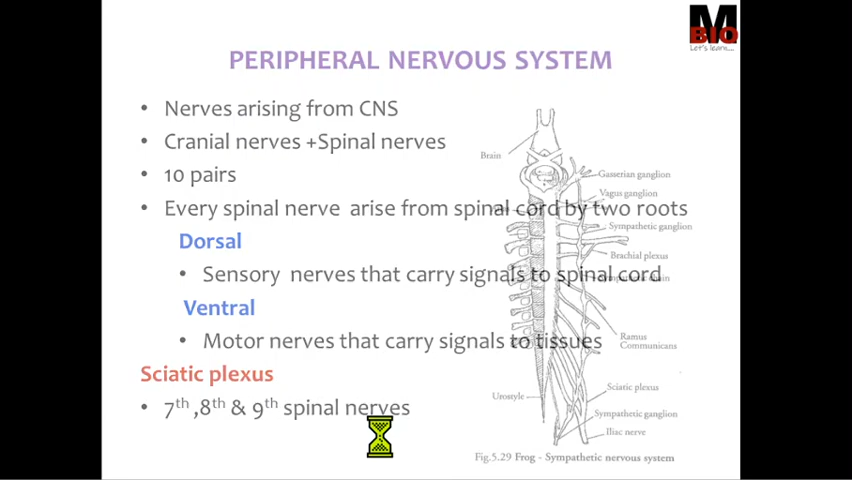 M
BIQ
Let's learn....
PERIPHERAL NERVOUS SYSTEM
• Nerves arising from CNS
• Cranial nerves +Spinal nerves
• 10 pairs
• Every spinal nerve arise from spinal cord by two roots
Dorsal
• Sensory nerves that carry signals to spinal cord
Ventral
• Motor nerves that carry signals to tissues
Sciatic plexus
• 7th ,8th & 9th spinal nerves
Brain
Gasserian ganglion
Vagus ganglion
Sympathetic ganglion
Brachial plexus
Ramus
Communicans
Sciatic plexus
Urostyle
Sympathetic ganglion
Iliac nerve
Fig.5.29 Frog - Sympathetic nervous system